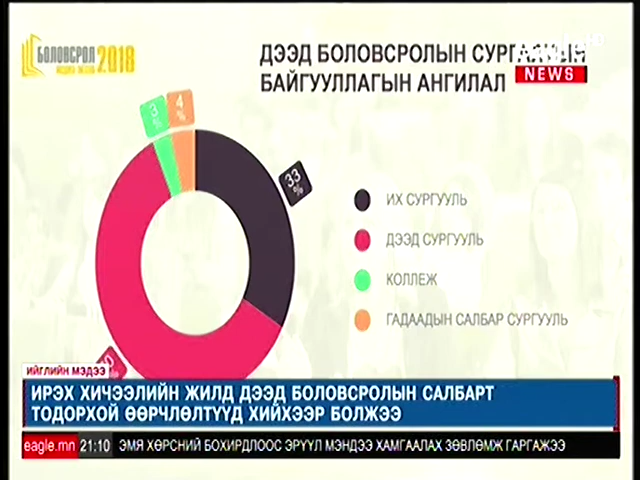 БОЛОВСРОЛ
2018
ДЭЭД БОЛОВСРОЛЫН СУРГАЛТЫН
БАЙГУУЛЛАГЫН АНГИЛАЛ
NEWS
3 %
4 %
33 %
ИХ СУРГУУЛЬ
ДЭЭД СУРГУУЛЬ
КОЛЛЕЖ
ГАДААДЫН САЛБАР СУРГУУЛЬ
ИЙГЛИЙН МЭДЭЭ
ИРЭХ ХИЧЭЭЛИЙН ЖИЛД ДЭЭД БОЛОВСРОЛЫН САЛБАРТ
ТОДОРХОЙ ӨӨРЧЛӨЛТҮҮД ХИЙХЭЭР БОЛЖЭЭ
eagle.mn 21:10 ЭМЯ ХӨРСНИЙ БОХИРДЛООС ЭРҮҮЛ МЭНДЭЭ ХАМГААЛАХ ЗӨВЛӨМЖ ГАРГАЖЭЭ